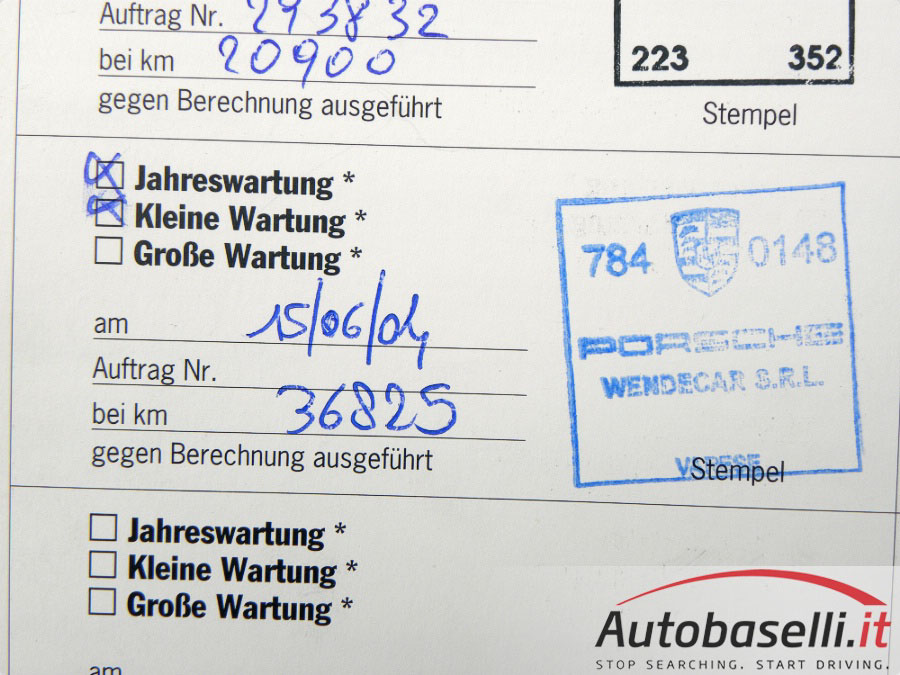 Auftrag Nr. 293832
bei km 20900
gegen Berechnung ausgeführt
223 352
Stempel
Jahreswartung *
Kleine Wartung *
Große Wartung *
am 15/06/04
Auftrag Nr.
bei km 36825
gegen Berechnung ausgeführt
784 0148
PORSCHE
WENDECAR S.R.L.
VARESE
Stempel
Jahreswartung *
Kleine Wartung *
Große Wartung *
am
Autobaselli.it
STOP SEARCHING. START DRIVING.